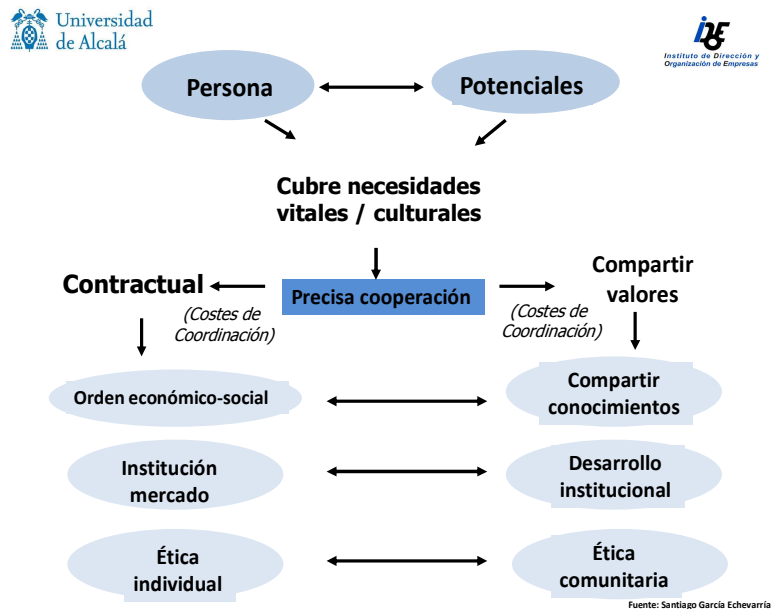 Universidad
de Alcalá
iDOE
Instituto de Dirección y
Organización de Empresas
Persona
Potenciales
Cubre necesidades
vitales / culturales
Contractual
Precisa cooperación
Compartir
valores
(Costes de
Coordinación)
(Costes de
Coordinación)
Orden económico-social
Compartir
conocimientos
Institución
mercado
Desarrollo
institucional
Ética
individual
Ética
comunitaria
Fuente: Santiago García Echevarría